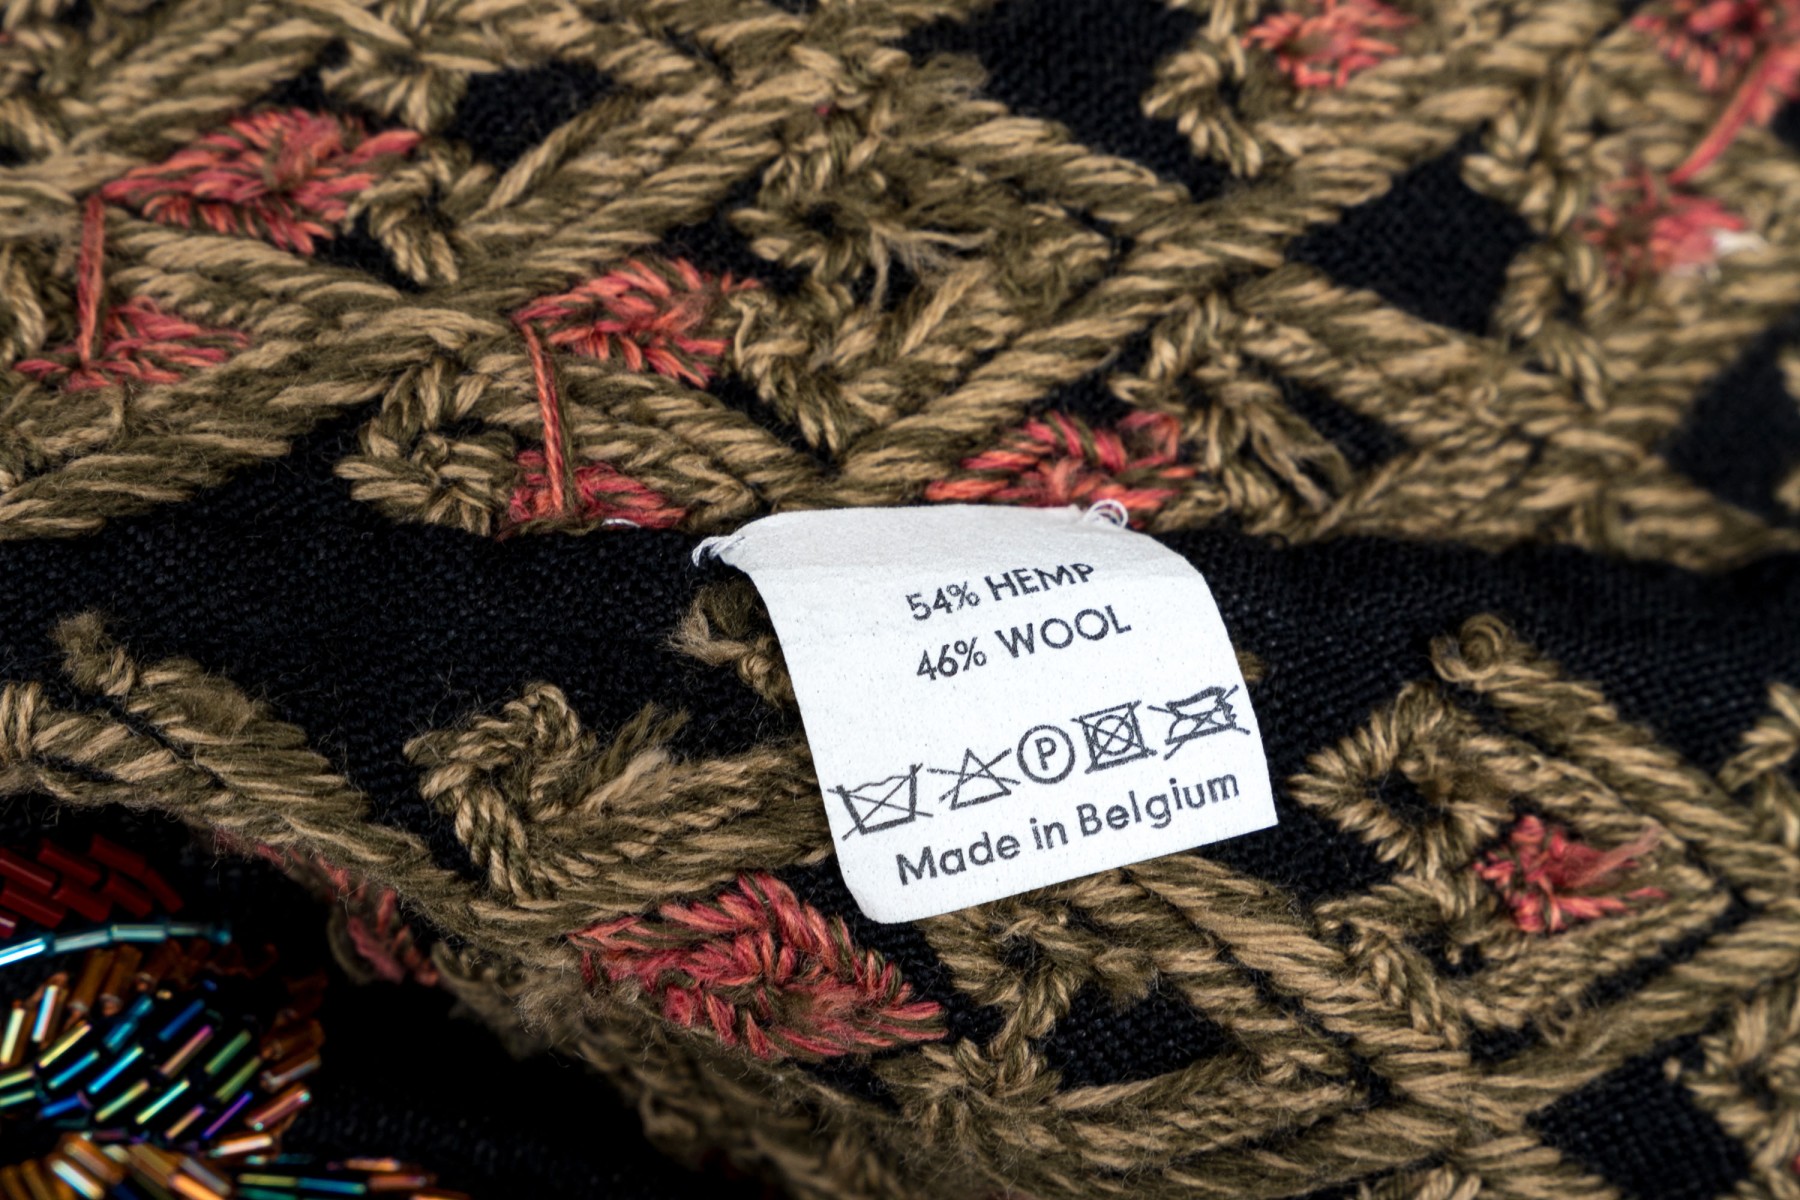 54% HEMP
46% WOOL
P
Made in Belgium